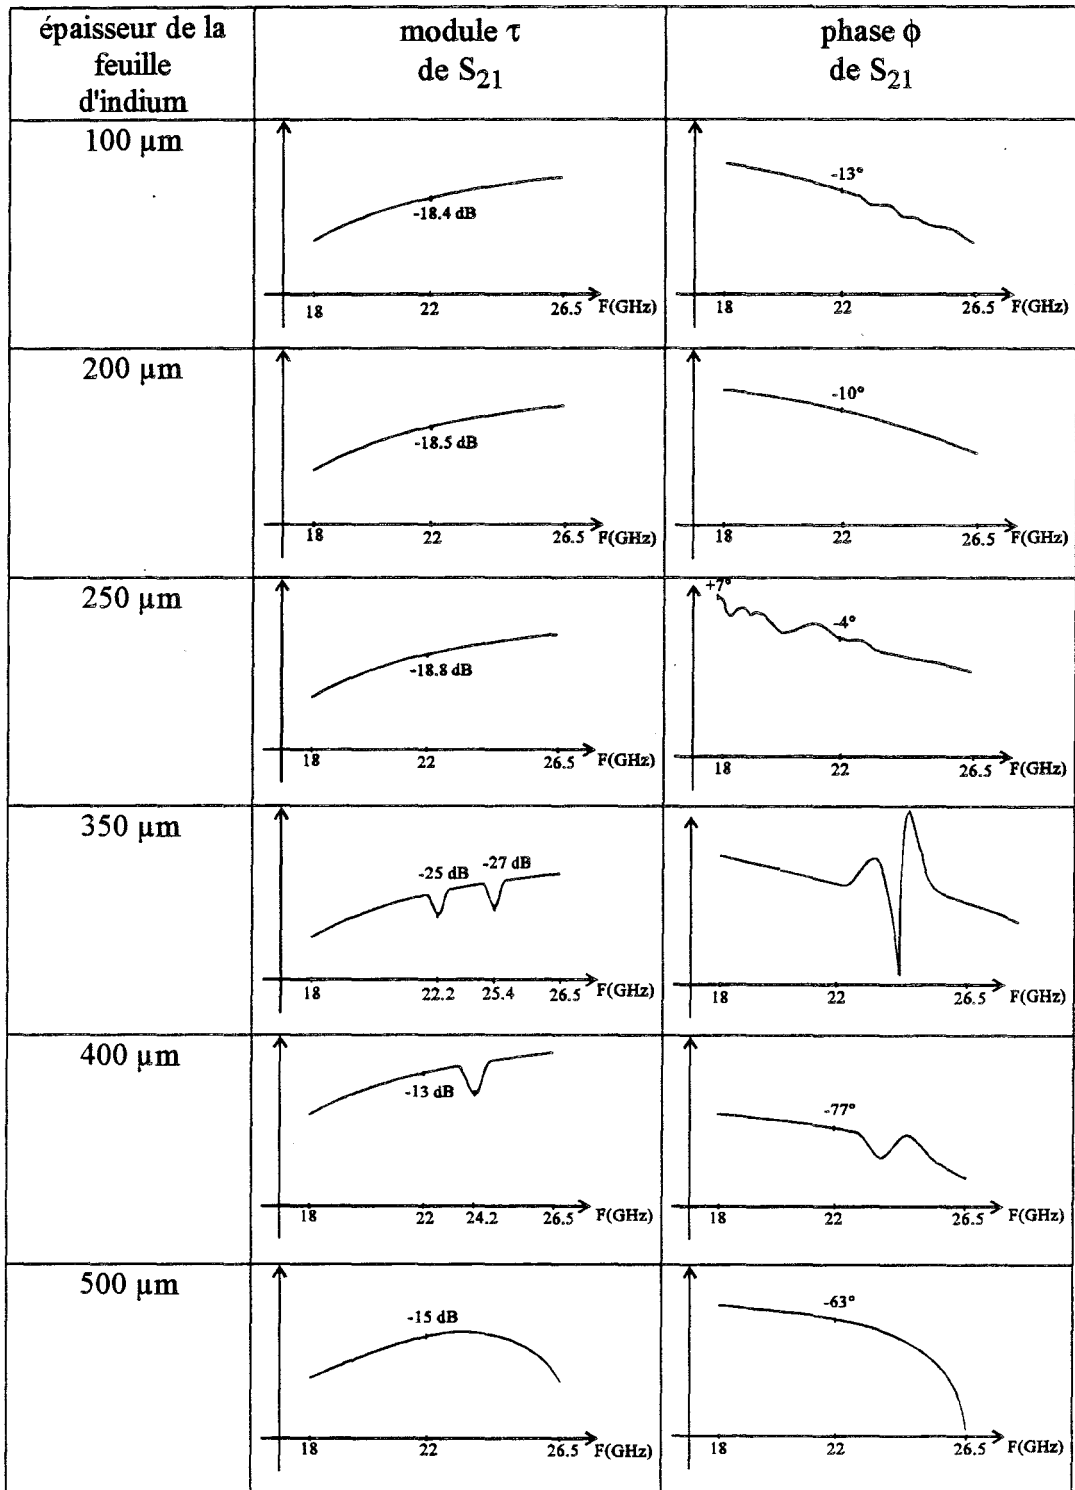 épaisseur de la
feuille
d'indium
module τ
de S21
phase ϕ
de S21
100 µm
-18.4 dB
18
22
26.5
F(GHz)
-13°
18
22
26.5
F(GHz)
200 µm
-18.5 dB
18
22
26.5
F(GHz)
-10°
18
22
26.5
F(GHz)
250 µm
-18.8 dB
18
22
26.5
F(GHz)
+7°
-4°
18
22
26.5
F(GHz)
350 µm
-25 dB
-27 dB
18
22.2
25.4
26.5
F(GHz)
18
22
26.5
F(GHz)
400 µm
-13 dB
18
22
24.2
26.5
F(GHz)
-77°
18
22
26.5
F(GHz)
500 µm
-15 dB
18
22
26.5
F(GHz)
-63°
18
22
26.5
F(GHz)